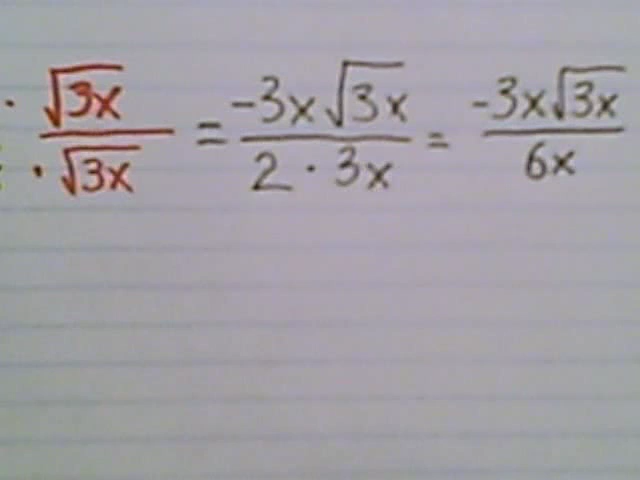 · √3x / · √3x = -3x√3x / 2 · 3x = -3x√3x / 6x